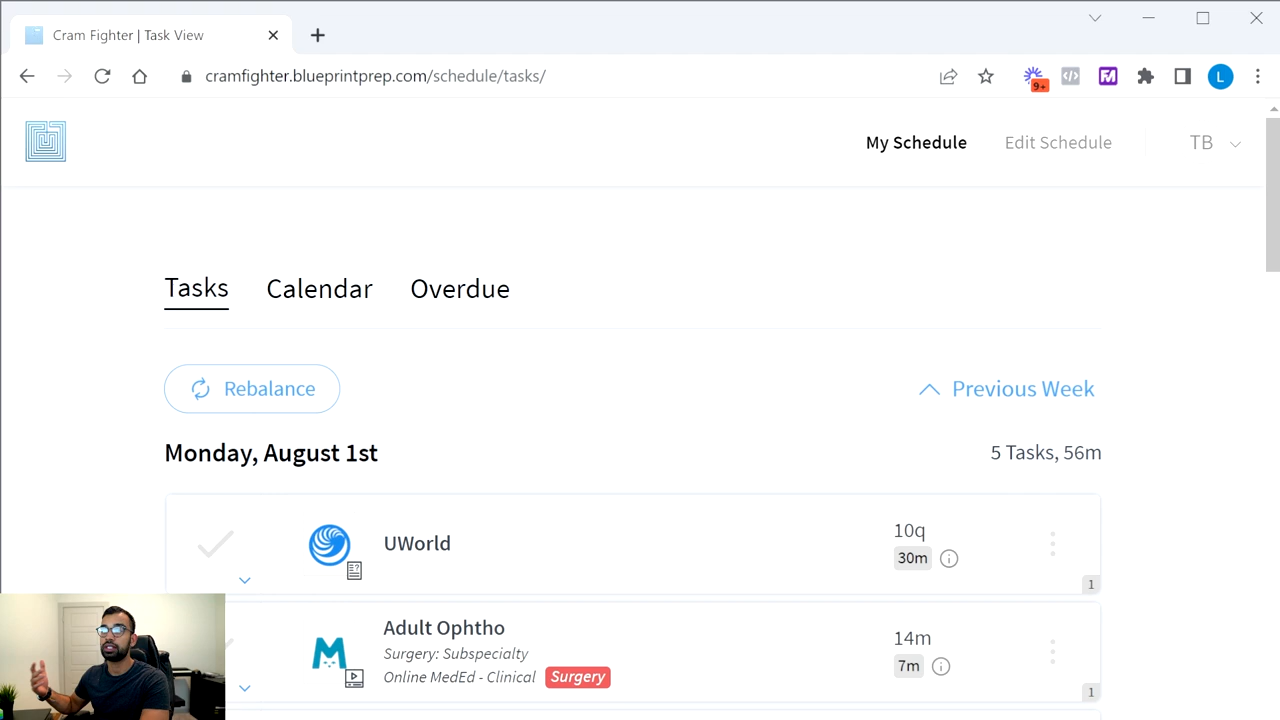 Cram Fighter | Task View
cramfighter.blueprintprep.com/schedule/tasks/
9+
L
My Schedule
Edit Schedule
TB
Tasks
Calendar
Overdue
Rebalance
Previous Week
Monday, August 1st
5 Tasks, 56m
UWorld
10q
30m
1
Adult Ophtho
Surgery: Subspecialty
Online MedEd - Clinical
Surgery
14m
7m
1